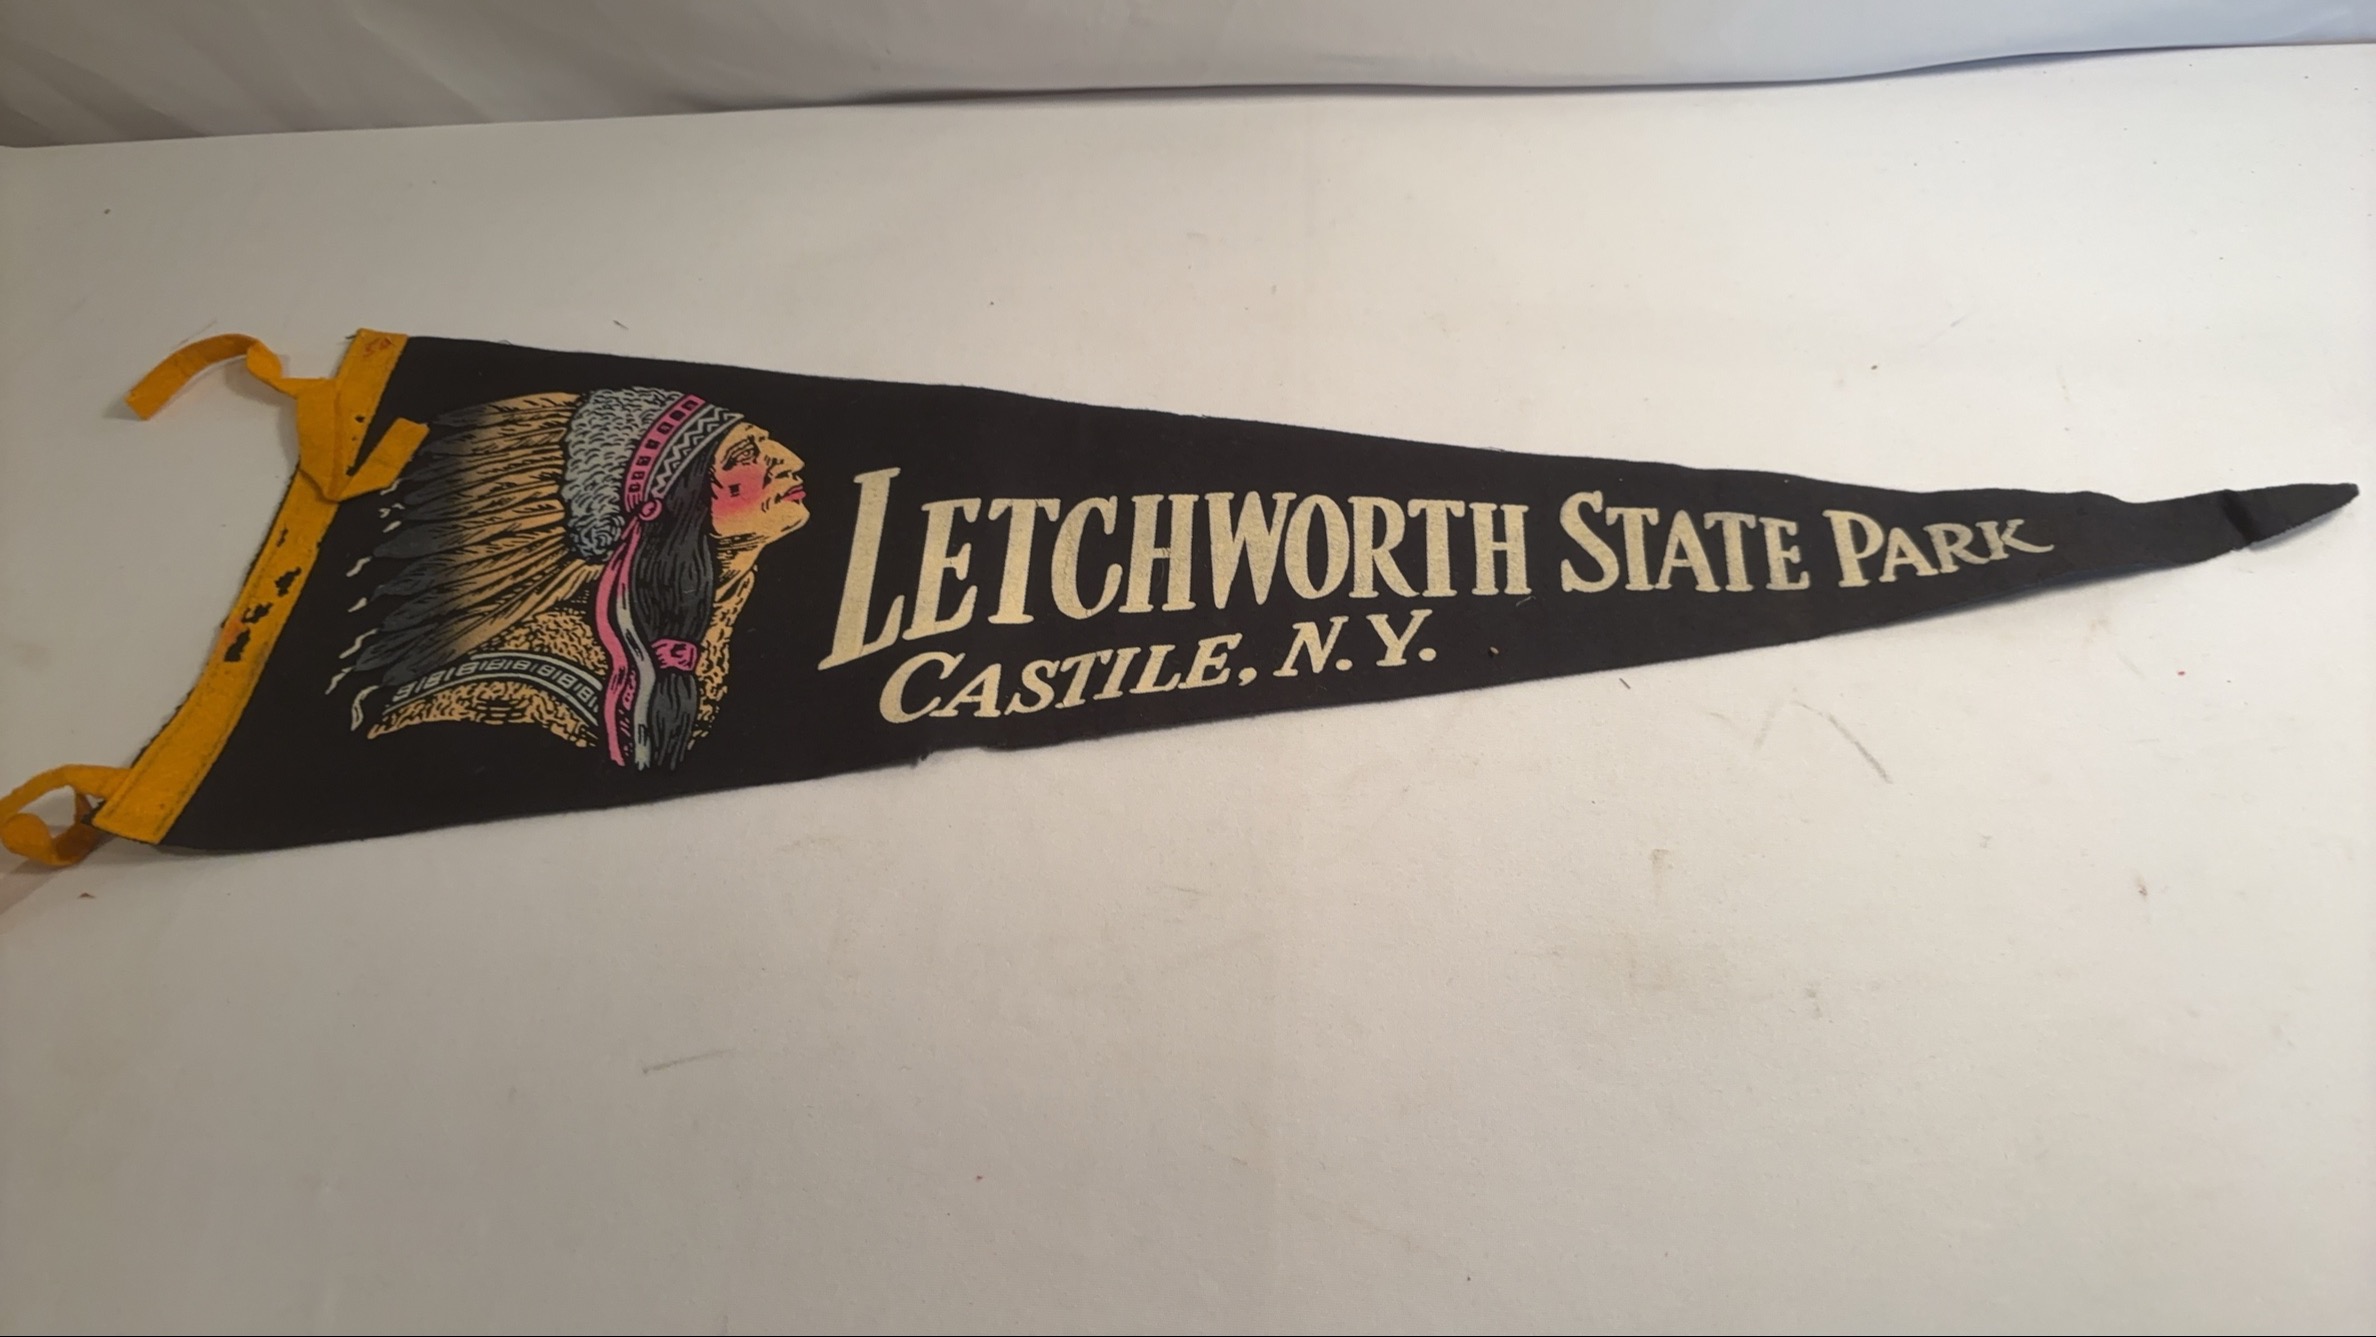 LETCHWORTH STATE PARK
CASTILE, N.Y.